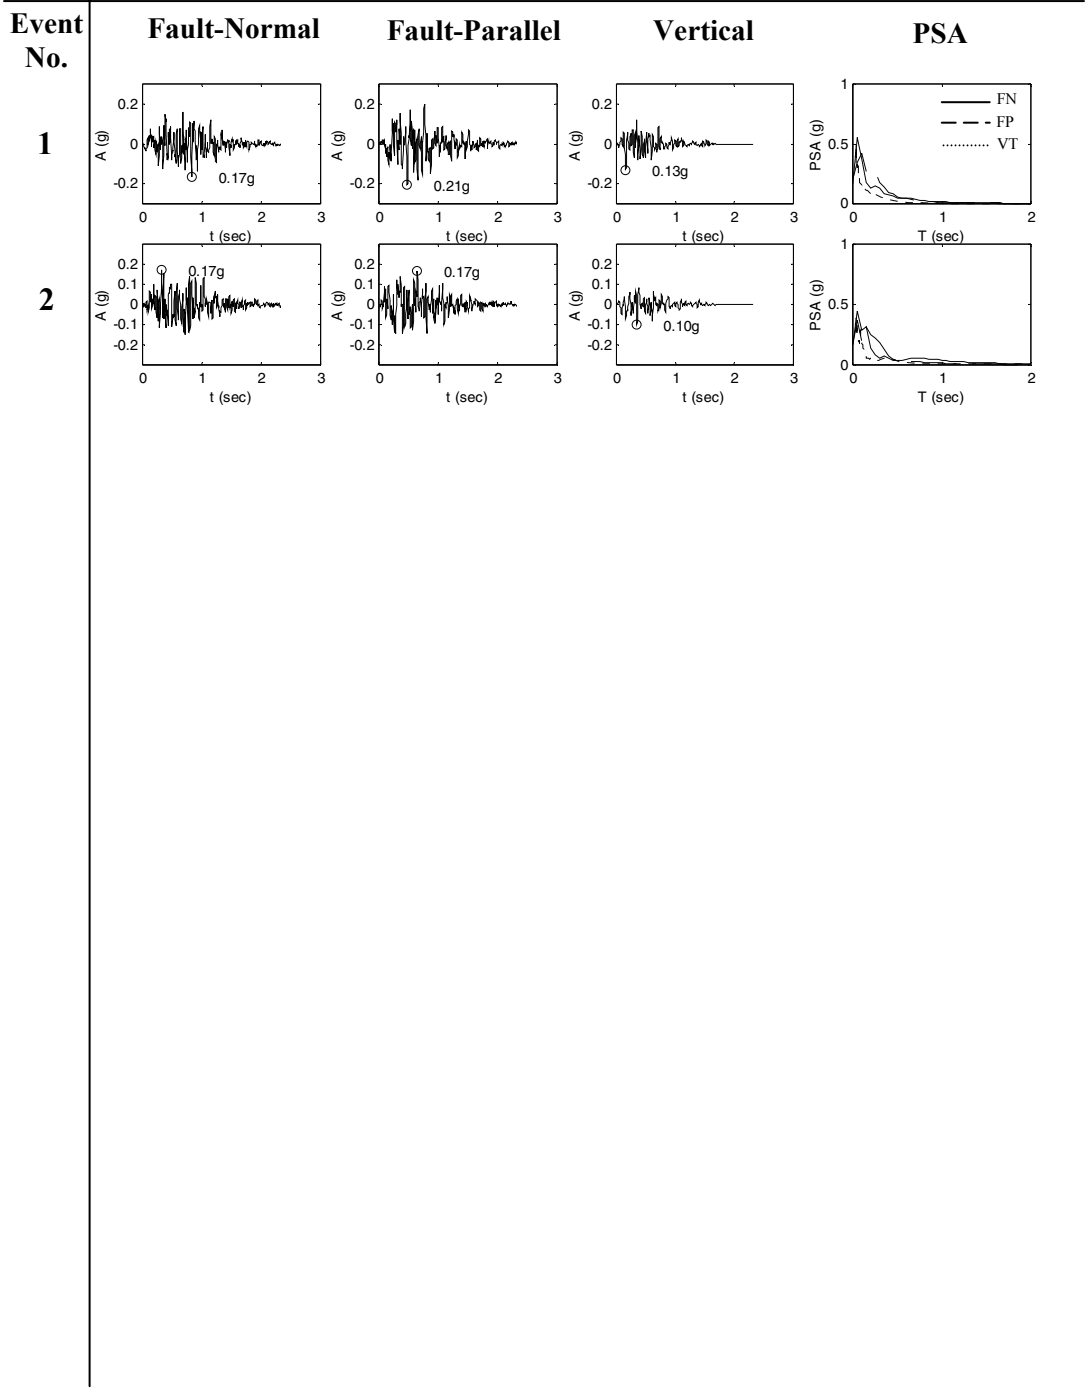 Event No.
Fault-Normal
Fault-Parallel
Vertical
PSA
1
A (g)
0.2
0
-0.2
0.17g
0
1
2
3
t (sec)
A (g)
0.2
0
-0.2
0.21g
0
1
2
3
t (sec)
A (g)
0.2
0
-0.2
0.13g
0
1
2
3
t (sec)
PSA (g)
1
0.5
0
FN
FP
VT
0
1
2
T (sec)
2
A (g)
0.2
0.1
0
-0.1
-0.2
0.17g
0
1
2
3
t (sec)
A (g)
0.2
0.1
0
-0.1
-0.2
0.17g
0
1
2
3
t (sec)
A (g)
0.2
0.1
0
-0.1
-0.2
0.10g
0
1
2
3
t (sec)
PSA (g)
1
0.5
0
0
1
2
T (sec)